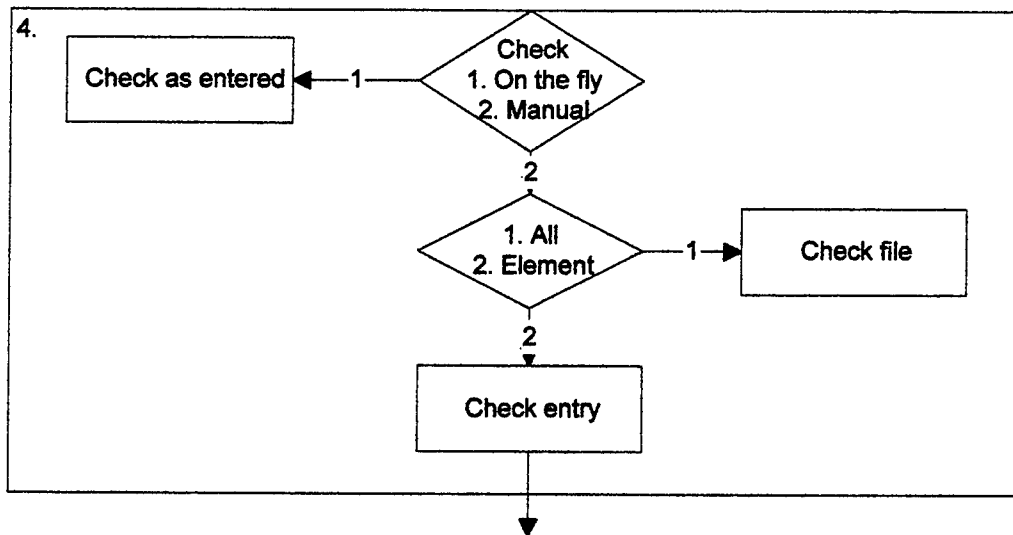 4.
Check
1. On the fly
2. Manual
Check as entered
1
2
1. All
2. Element
1
Check file
2
Check entry